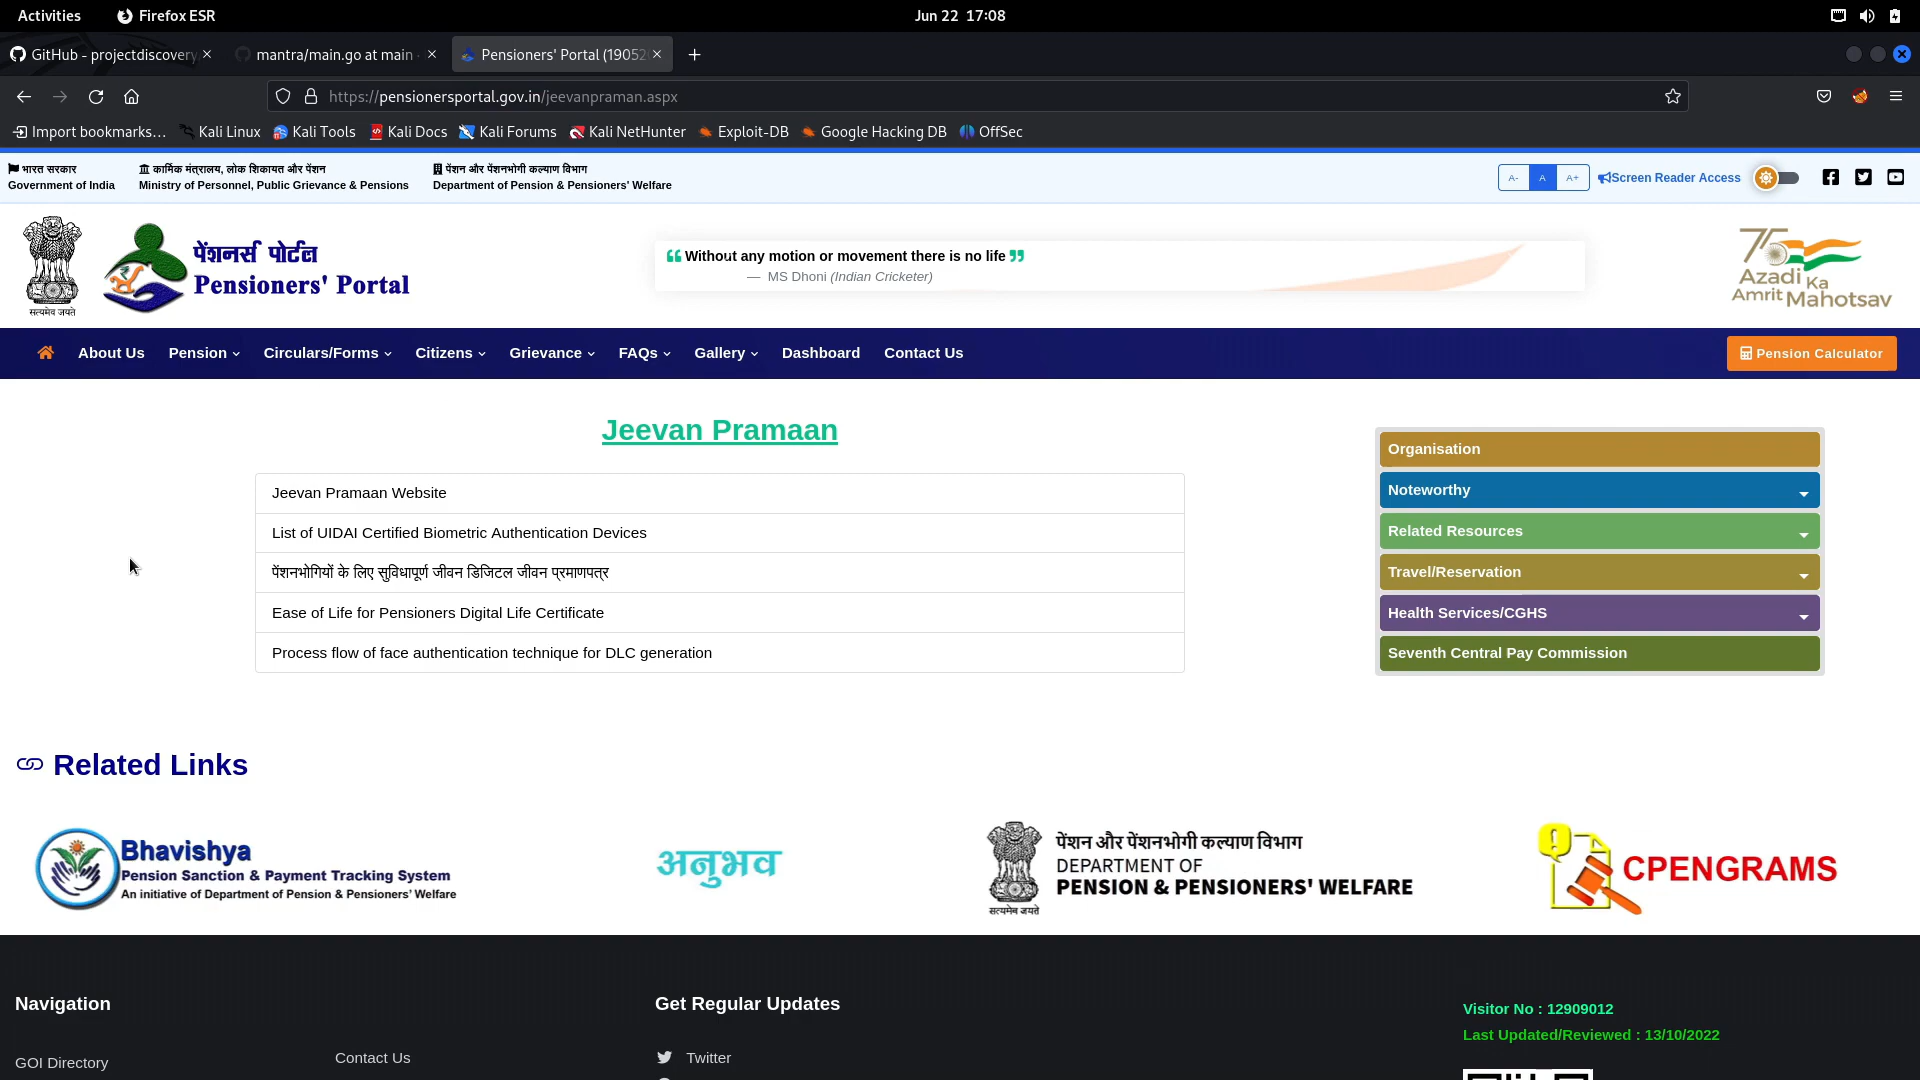 Activities
Firefox ESR
Jun 22 17:08
GitHub - projectdiscovery
mantra/main.go at main ·
Pensioners' Portal (19052
https://pensionersportal.gov.in/jeevanpraman.aspx
Import bookmarks...
Kali Linux
Kali Tools
Kali Docs
Kali Forums
Kali NetHunter
Exploit-DB
Google Hacking DB
OffSec
भारत सरकार
Government of India
कार्मिक मंत्रालय, लोक शिकायत और पेंशन
Ministry of Personnel, Public Grievance & Pensions
पेंशन और पेंशनभोगी कल्याण विभाग
Department of Pension & Pensioners' Welfare
A-
A
A+
Screen Reader Access
सत्यमेव जयते
पेंशनर्स पोर्टल
Pensioners' Portal
Without any motion or movement there is no life
— MS Dhoni (Indian Cricketer)
75
Azadi Ka
Amrit Mahotsav
About Us
Pension
Circulars/Forms
Citizens
Grievance
FAQs
Gallery
Dashboard
Contact Us
Pension Calculator
Jeevan Pramaan
Jeevan Pramaan Website
List of UIDAI Certified Biometric Authentication Devices
पेंशनभोगियों के लिए सुविधापूर्ण जीवन डिजिटल जीवन प्रमाणपत्र
Ease of Life for Pensioners Digital Life Certificate
Process flow of face authentication technique for DLC generation
Organisation
Noteworthy
Related Resources
Travel/Reservation
Health Services/CGHS
Seventh Central Pay Commission
Related Links
Bhavishya
Pension Sanction & Payment Tracking System
An initiative of Department of Pension & Pensioners' Welfare
अनुभव
सत्यमेव जयते
पेंशन और पेंशनभोगी कल्याण विभाग
DEPARTMENT OF
PENSION & PENSIONERS' WELFARE
CPENGRAMS
Navigation
GOI Directory
Contact Us
Get Regular Updates
Twitter
Visitor No : 12909012
Last Updated/Reviewed : 13/10/2022